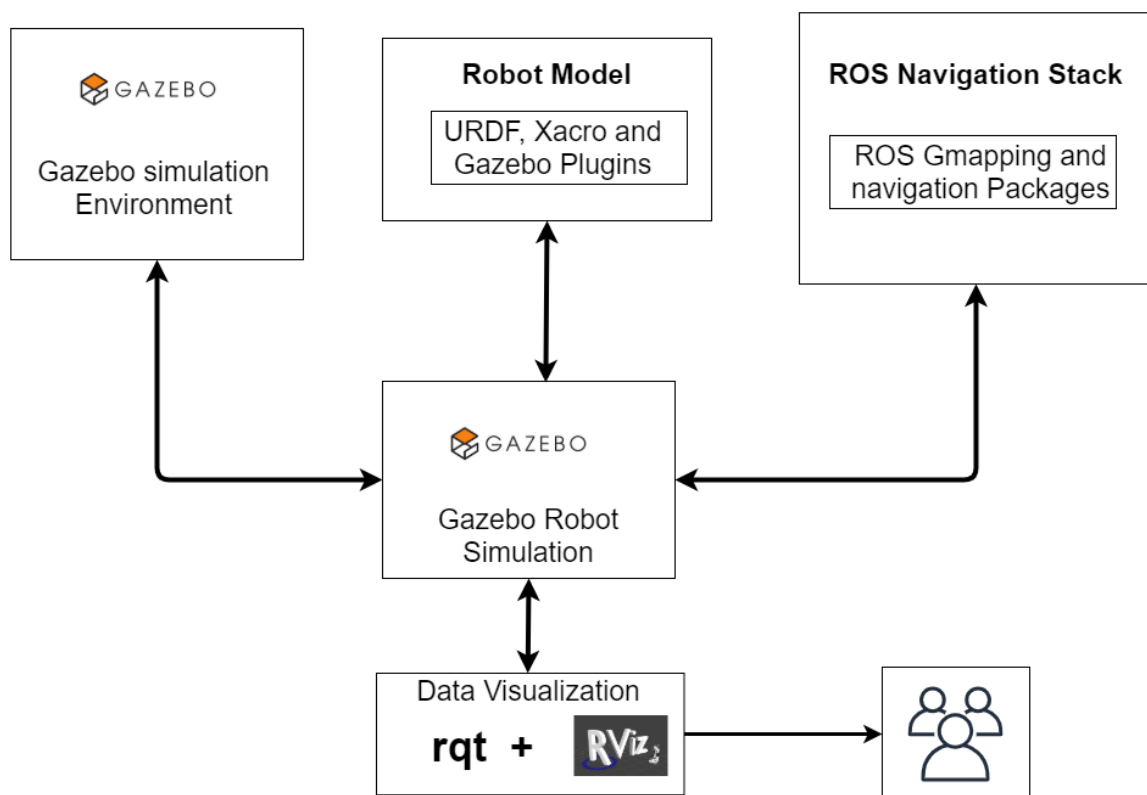 GAZEBO
Gazebo simulation
Environment
Robot Model
URDF, Xacro and
Gazebo Plugins
ROS Navigation Stack
ROS Gmapping and
navigation Packages
GAZEBO
Gazebo Robot
Simulation
Data Visualization
rqt + RViz